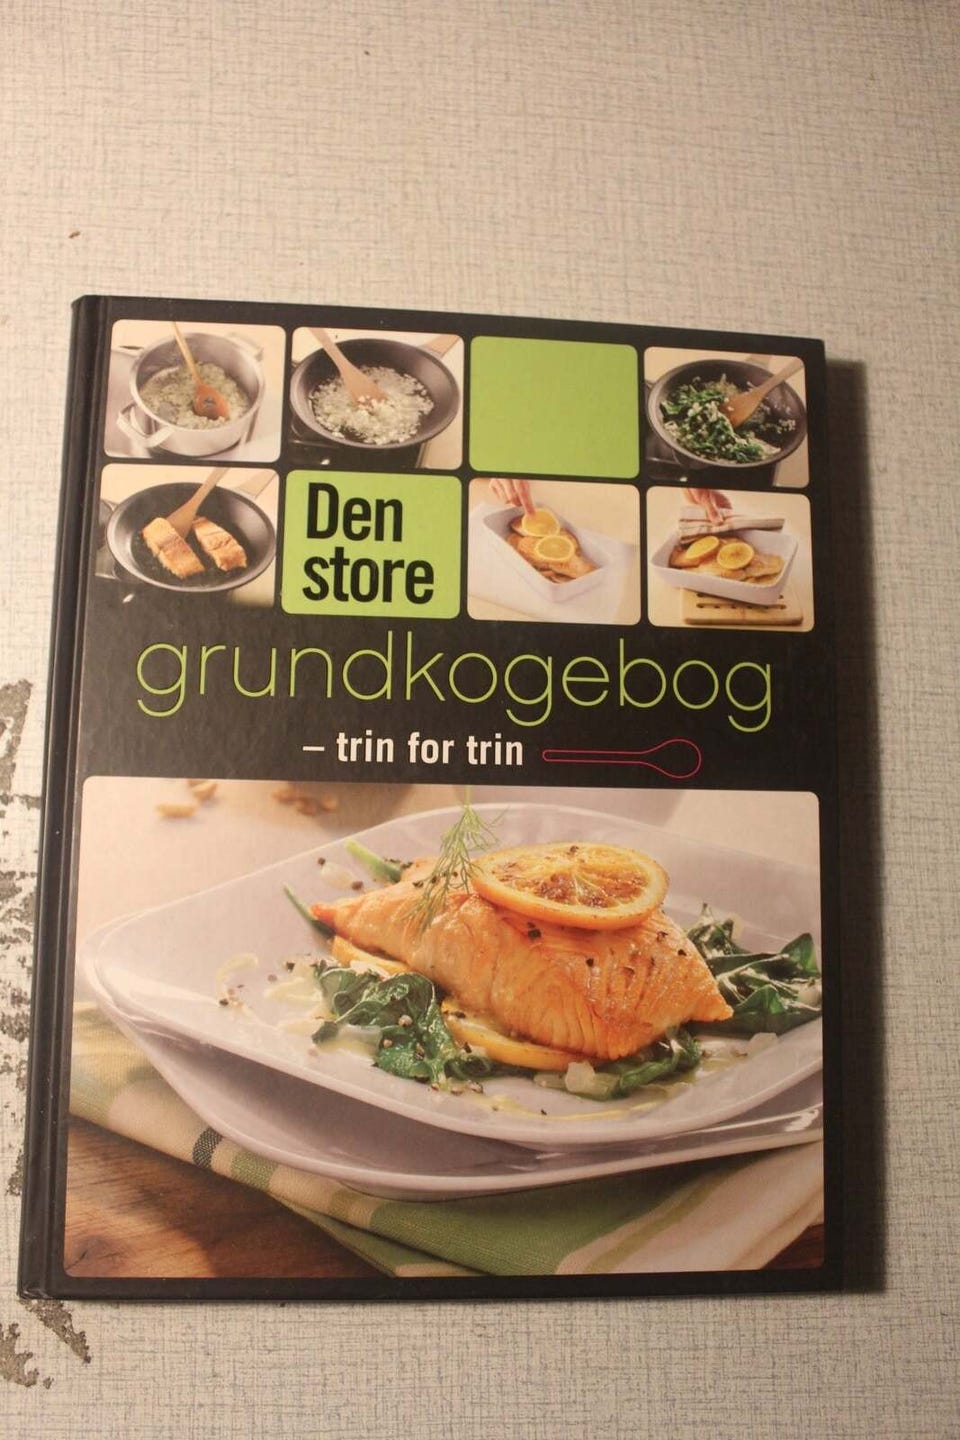 Den
store
grundkogebog
– trin for trin